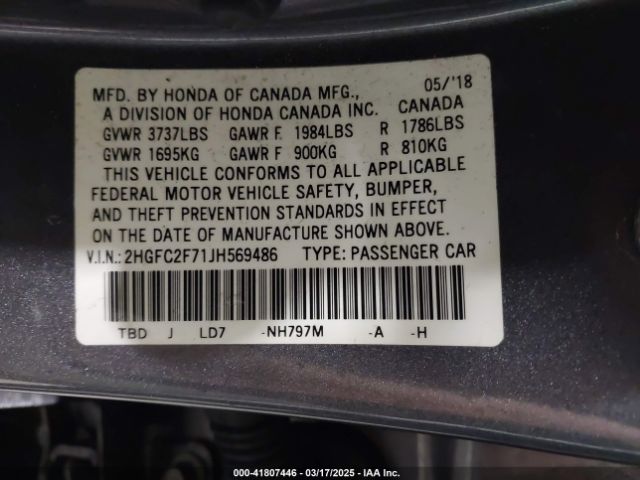 MFD. BY HONDA OF CANADA MFG., 05/'18
A DIVISION OF HONDA CANADA INC. CANADA
GVWR 3737LBS GAWR F. 1984LBS R 1786LBS
GVWR 1695KG GAWR F 900KG R 810KG
THIS VEHICLE CONFORMS TO ALL APPLICABLE
FEDERAL MOTOR VEHICLE SAFETY, BUMPER,
AND THEFT PREVENTION STANDARDS IN EFFECT
ON THE DATE OF MANUFACTURE SHOWN ABOVE.
V.I.N.: 2HGFC2F71JH569486 TYPE: PASSENGER CAR
TBD J LD7 -NH797M -A -H
000-41807446 - 03/17/2025 - IAA Inc.